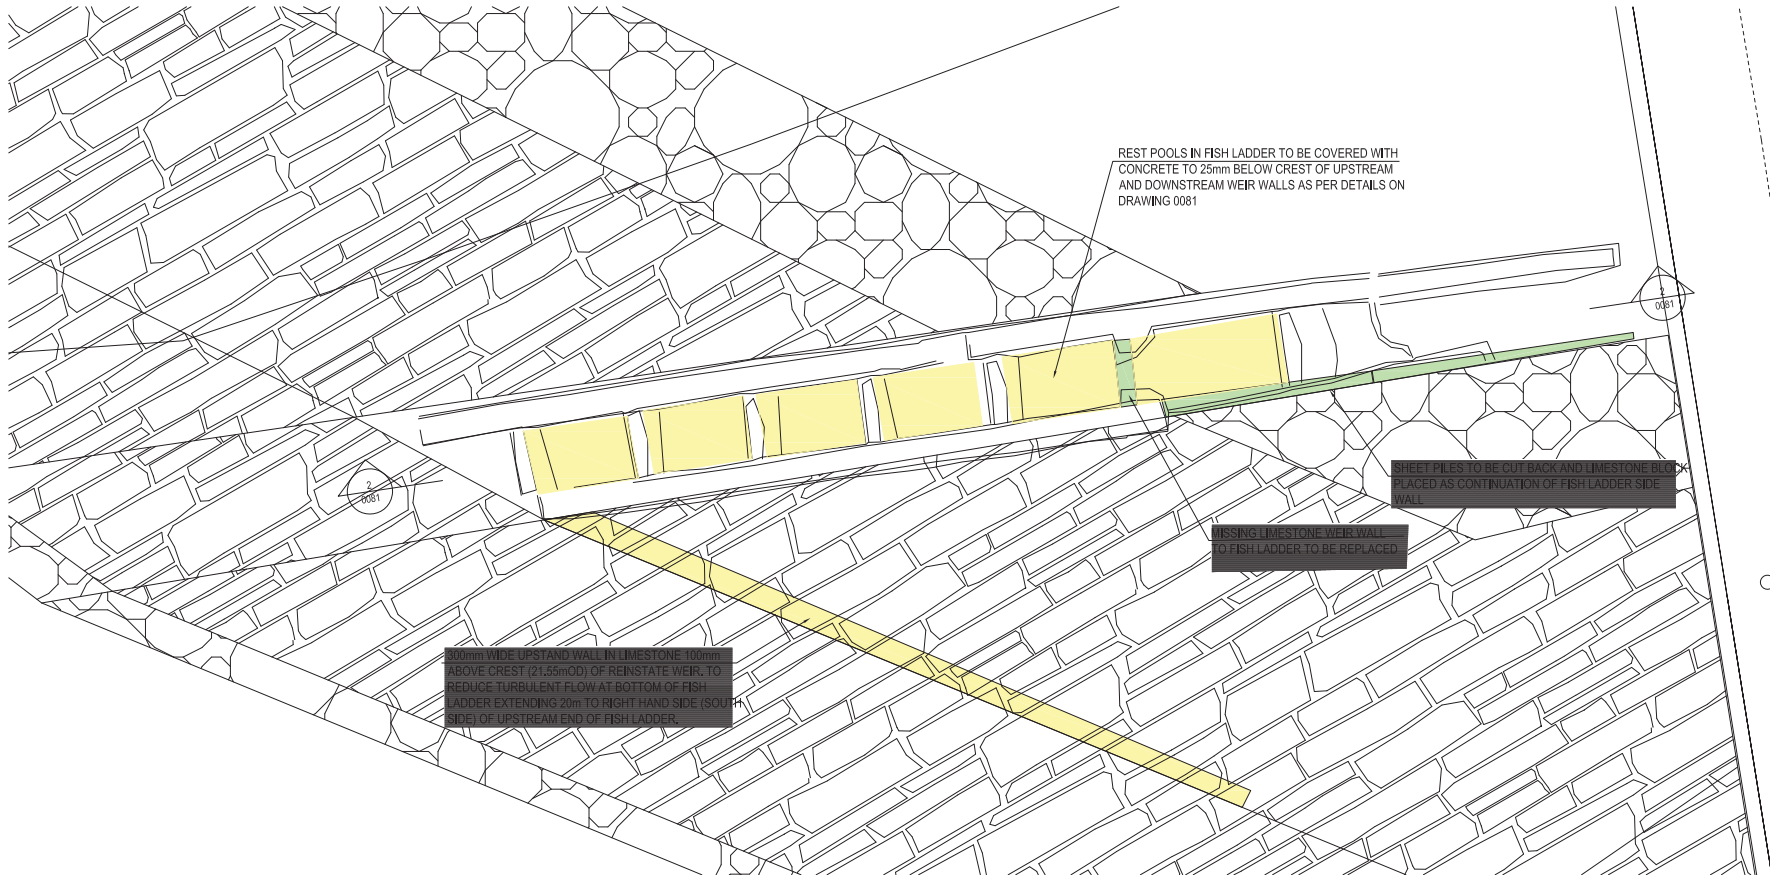 REST POOLS IN FISH LADDER TO BE COVERED WITH
CONCRETE TO 25mm BELOW CREST OF UPSTREAM
AND DOWNSTREAM WEIR WALLS AS PER DETAILS ON
DRAWING 0081
2
0081
2
0081
SHEET PILES TO BE CUT BACK AND LIMESTONE BLOCK
PLACED AS CONTINUATION OF FISH LADDER SIDE
WALL
MISSING LIMESTONE WEIR WALL
TO FISH LADDER TO BE REPLACED
300mm WIDE UPSTAND WALL IN LIMESTONE 100mm
ABOVE CREST (21.55mOD) OF REINSTATE WEIR, TO
REDUCE TURBULENT FLOW AT BOTTOM OF FISH
LADDER EXTENDING 20m TO RIGHT HAND SIDE (SOUTH
SIDE) OF UPSTREAM END OF FISH LADDER.